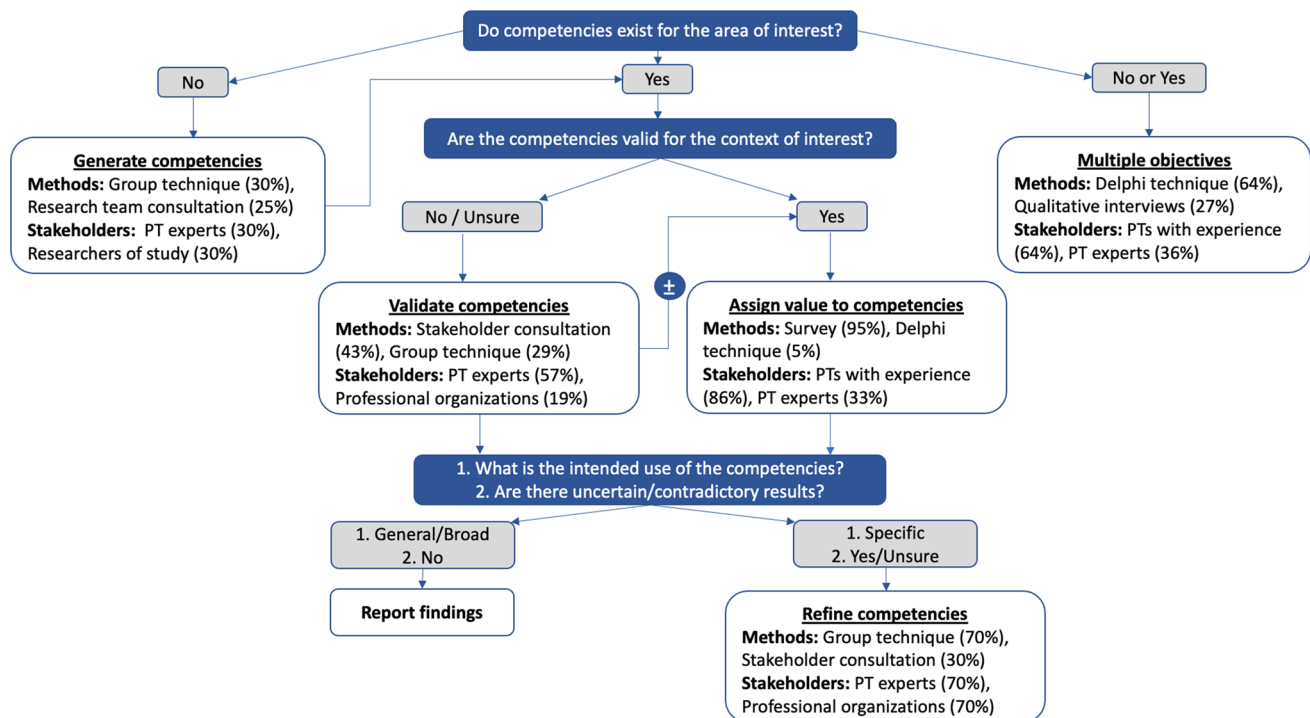 Do competencies exist for the area of interest?
No
Yes
No or Yes
Generate competencies
Methods: Group technique (30%),
Research team consultation (25%)
Stakeholders: PT experts (30%),
Researchers of study (30%)
Are the competencies valid for the context of interest?
Multiple objectives
Methods: Delphi technique (64%),
Qualitative interviews (27%)
Stakeholders: PTs with experience
(64%), PT experts (36%)
No / Unsure
Yes
±
Validate competencies
Methods: Stakeholder consultation
(43%), Group technique (29%)
Stakeholders: PT experts (57%),
Professional organizations (19%)
Assign value to competencies
Methods: Survey (95%), Delphi
technique (5%)
Stakeholders: PTs with experience
(86%), PT experts (33%)
1. What is the intended use of the competencies?
2. Are there uncertain/contradictory results?
1. General/Broad
2. No
1. Specific
2. Yes/Unsure
Report findings
Refine competencies
Methods: Group technique (70%),
Stakeholder consultation (30%)
Stakeholders: PT experts (70%),
Professional organizations (70%)